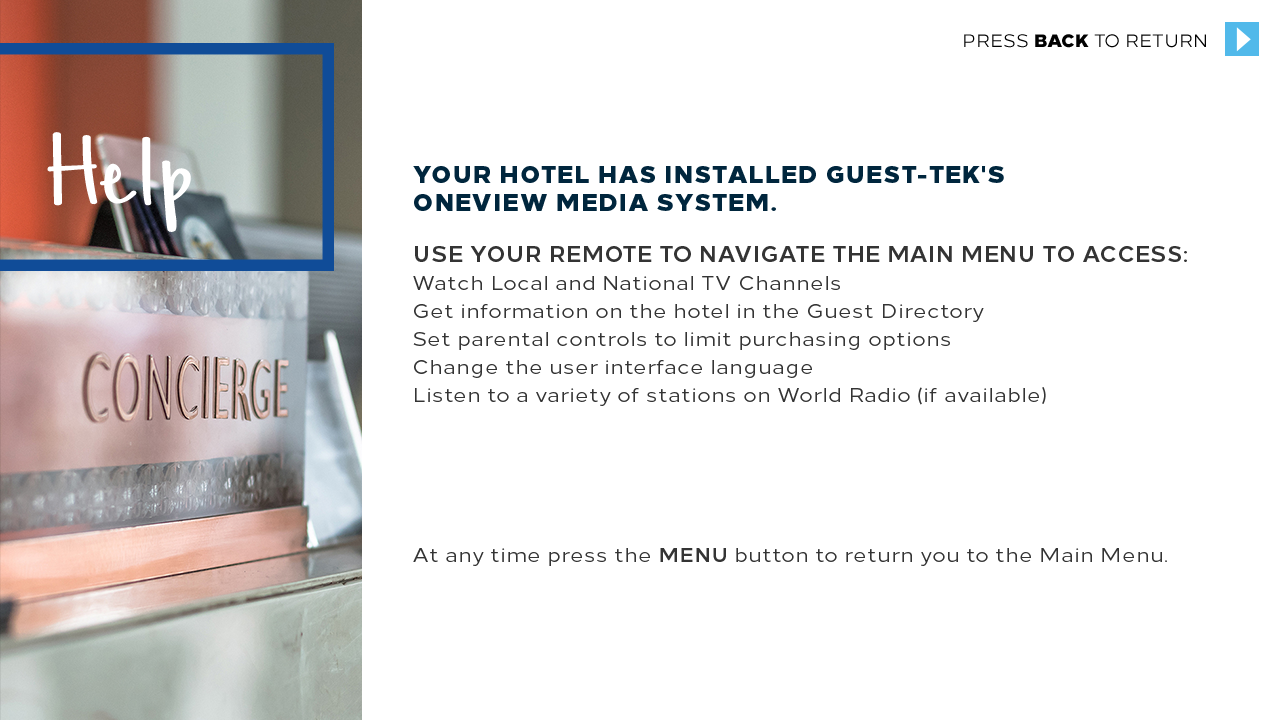 PRESS BACK TO RETURN
Help
CONCIERGE
YOUR HOTEL HAS INSTALLED GUEST-TEK'S
ONEVIEW MEDIA SYSTEM.
USE YOUR REMOTE TO NAVIGATE THE MAIN MENU TO ACCESS:
Watch Local and National TV Channels
Get information on the hotel in the Guest Directory
Set parental controls to limit purchasing options
Change the user interface language
Listen to a variety of stations on World Radio (if available)
At any time press the MENU button to return you to the Main Menu.